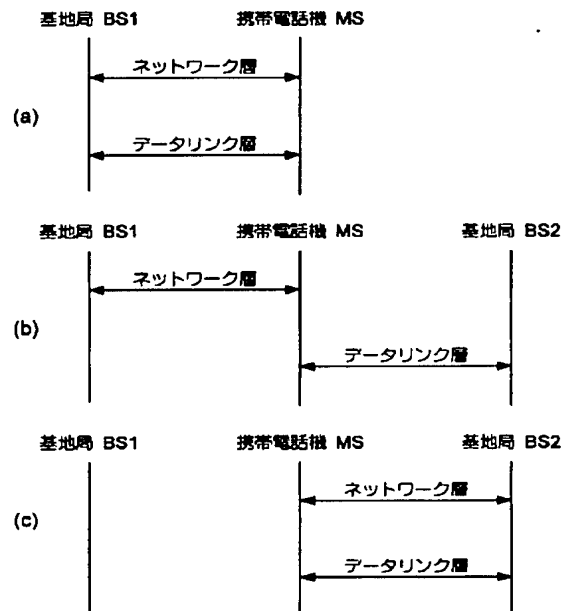 基地局 BS1 携帯電話機 MS
ネットワーク層
(a)
データリンク層
基地局 BS1 携帯電話機 MS 基地局 BS2
ネットワーク層
(b)
データリンク層
基地局 BS1 携帯電話機 MS 基地局 BS2
ネットワーク層
(c)
データリンク層